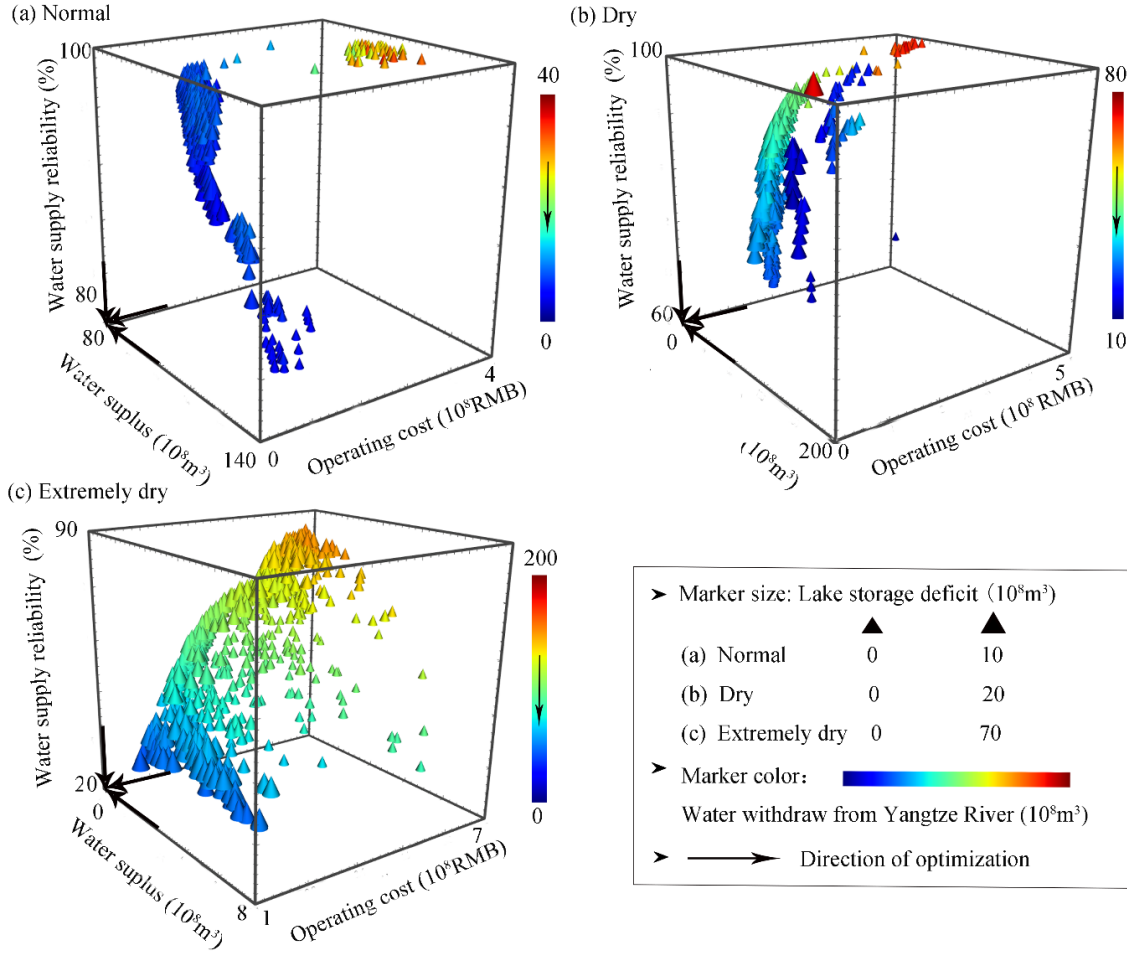 (a) Normal
100
Water supply reliability (%)
80
80
Water suplus (10⁸m³)
140
0
Operating cost (10⁸RMB)
4
40
0
(b) Dry
100
Water supply reliability (%)
60
0
(10⁸m³)
200
0
Operating cost (10⁸ RMB)
5
80
10
(c) Extremely dry
90
Water supply reliability (%)
20
0
Water suplus (10⁸m³)
8
1
Operating cost (10⁸RMB)
7
200
0
➤ Marker size: Lake storage deficit (10⁸m³)
(a) Normal 0 10
(b) Dry 0 20
(c) Extremely dry 0 70
➤ Marker color:
Water withdraw from Yangtze River (10⁸m³)
➤ Direction of optimization